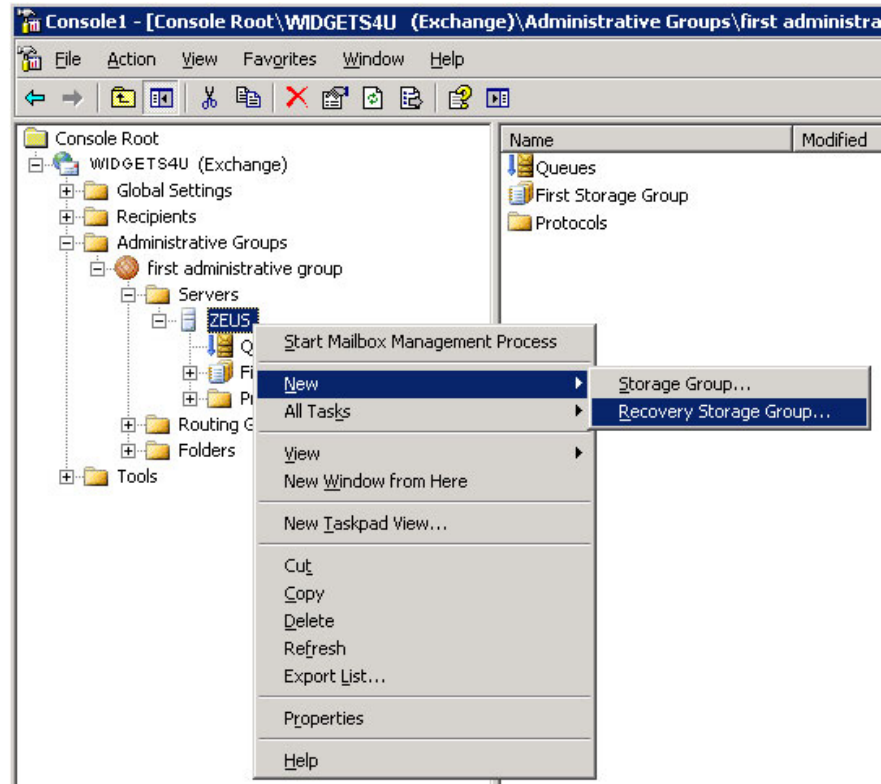 Console1 - [Console Root\WIDGETS4U (Exchange)\Administrative Groups\first administra
File Action View Favorites Window Help
Console Root
WIDGETS4U (Exchange)
Global Settings
Recipients
Administrative Groups
first administrative group
Servers
ZEUS
Q
Fi
Pr
Routing G
Folders
Tools
Name Modified
Queues
First Storage Group
Protocols
Start Mailbox Management Process
New
All Tasks
View
New Window from Here
New Taskpad View...
Cut
Copy
Delete
Refresh
Export List...
Properties
Help
Storage Group...
Recovery Storage Group...